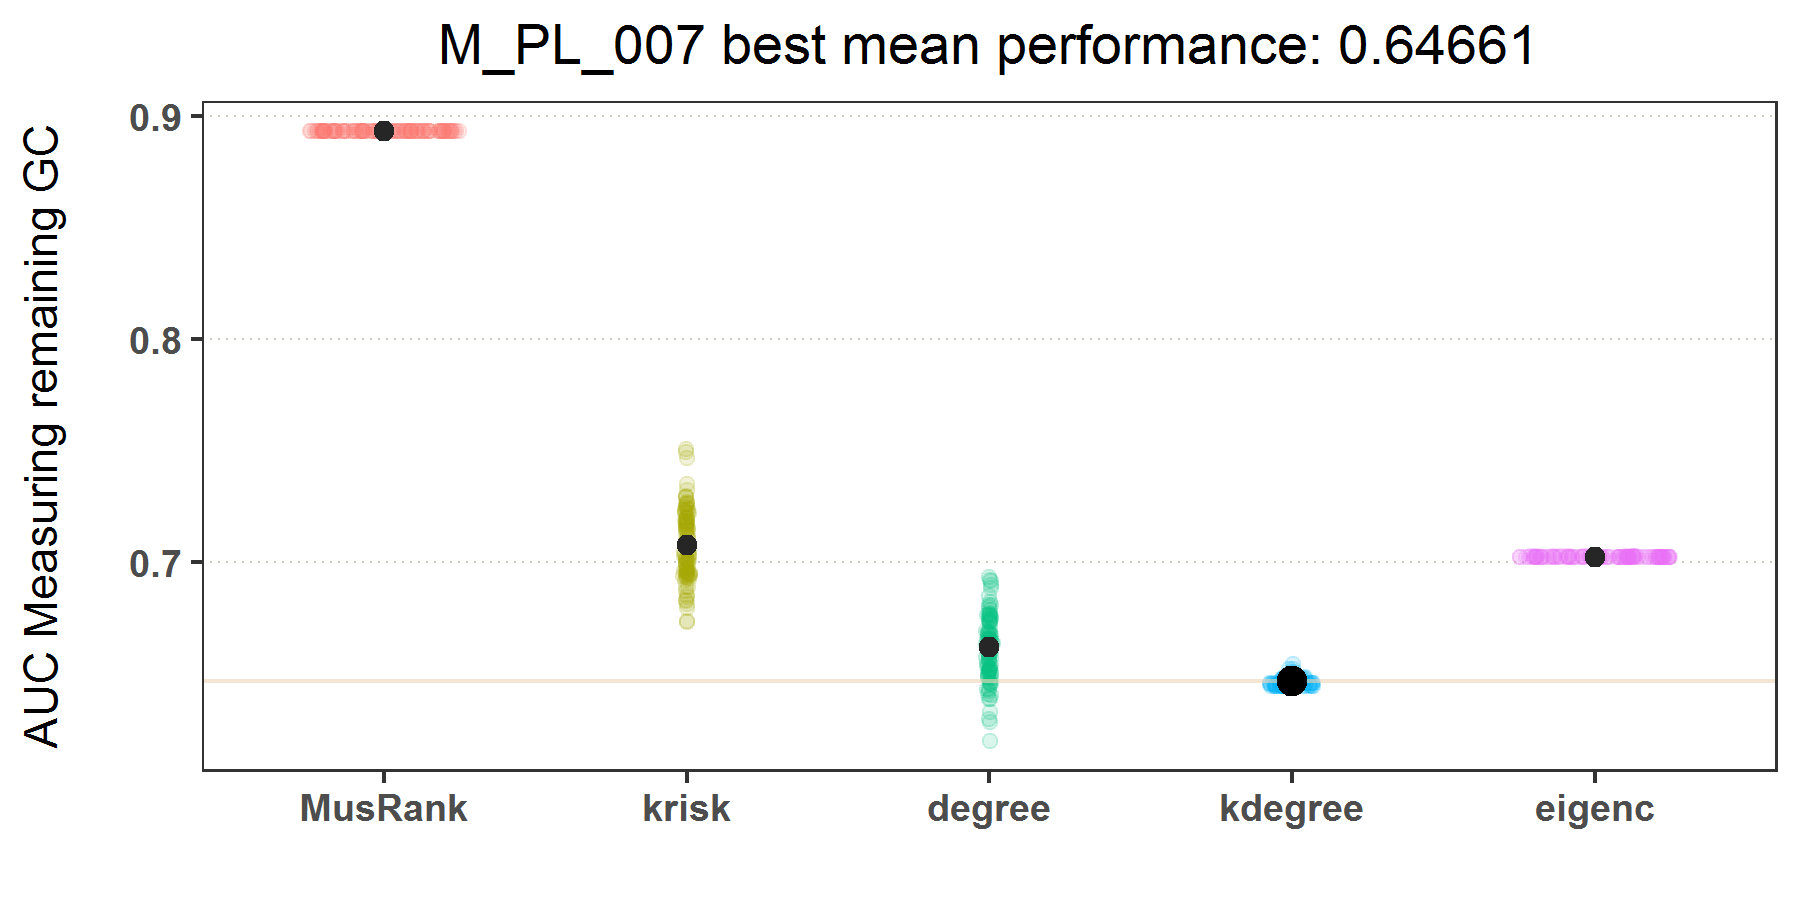 M_PL_007 best mean performance: 0.64661
AUC Measuring remaining GC
0.9
0.8
0.7
MusRank
krisk
degree
kdegree
eigenc